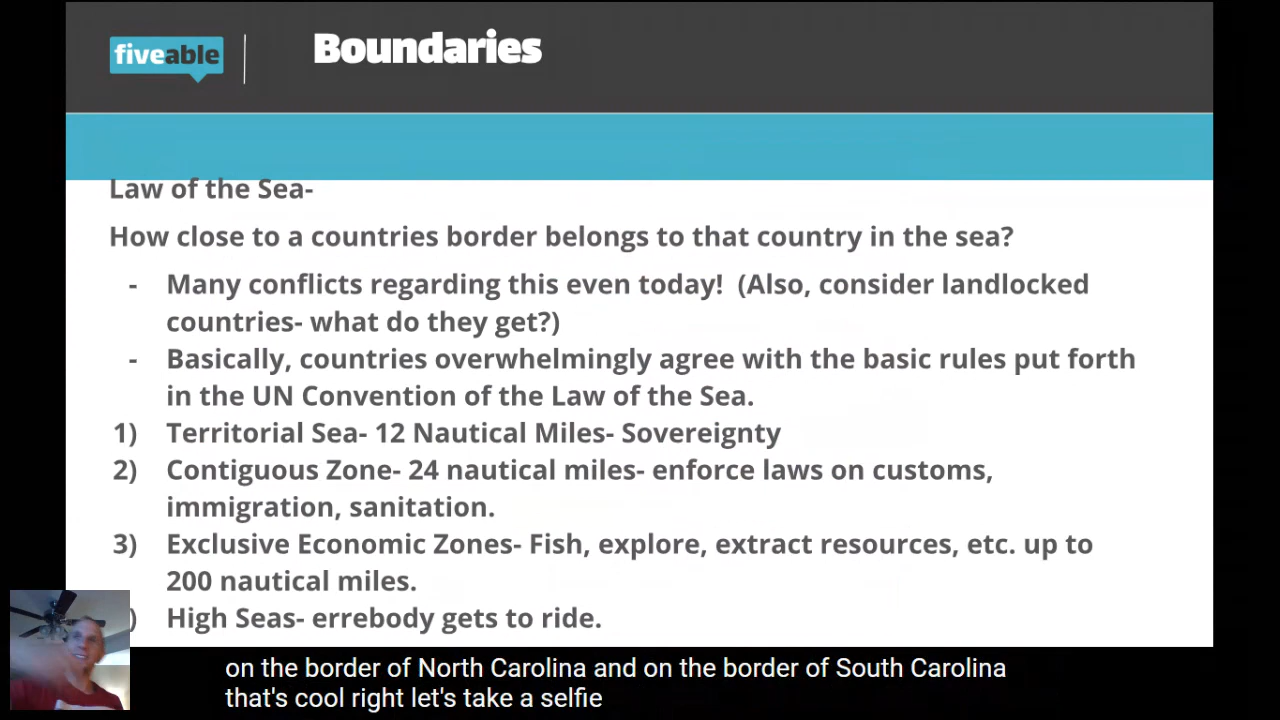 fiveable
Boundaries
Law of the Sea-
How close to a countries border belongs to that country in the sea?
- Many conflicts regarding this even today! (Also, consider landlocked
countries- what do they get?)
- Basically, countries overwhelmingly agree with the basic rules put forth
in the UN Convention of the Law of the Sea.
1) Territorial Sea- 12 Nautical Miles- Sovereignty
2) Contiguous Zone- 24 nautical miles- enforce laws on customs,
immigration, sanitation.
3) Exclusive Economic Zones- Fish, explore, extract resources, etc. up to
200 nautical miles.
) High Seas- errebody gets to ride.
on the border of North Carolina and on the border of South Carolina
that's cool right let's take a selfie